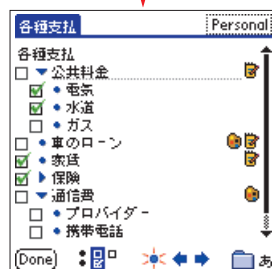 各種支払
Personal
各種支払
公共料金
電気
水道
ガス
車のローン
家賃
保険
通信費
プロバイダー
携帯電話
Done
あ